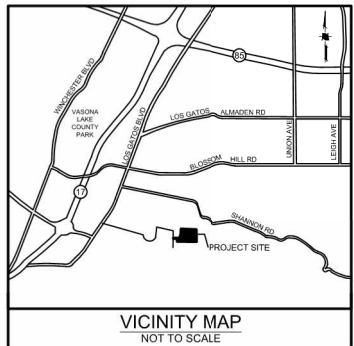 85
WINCHESTER BLVD
VASONA
LAKE
COUNTY
PARK
LOS GATOS BLVD
LOS GATOS ALMADEN RD
UNION AVE
LEIGH AVE
BLOSSOM HILL RD
17
SHANNON RD
PROJECT SITE
VICINITY MAP
NOT TO SCALE